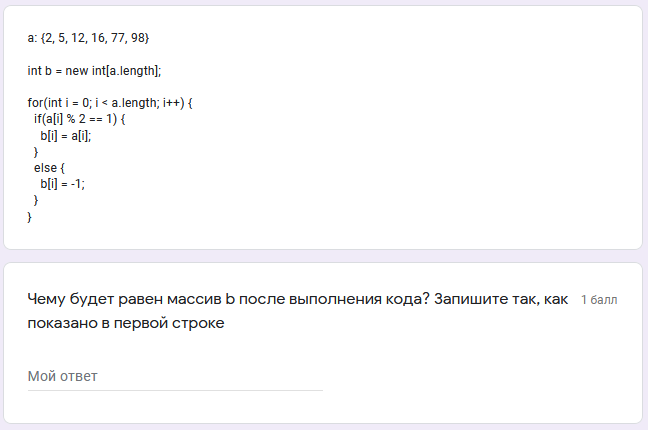 a: {2, 5, 12, 16, 77, 98}
int b = new int[a.length];
for(int i = 0; i < a.length; i++) {
if(a[i] % 2 == 1) {
b[i] = a[i];
}
else {
b[i] = -1;
}
}
Чему будет равен массив b после выполнения кода? Запишите так, как 1 балл
показано в первой строке
Мой ответ